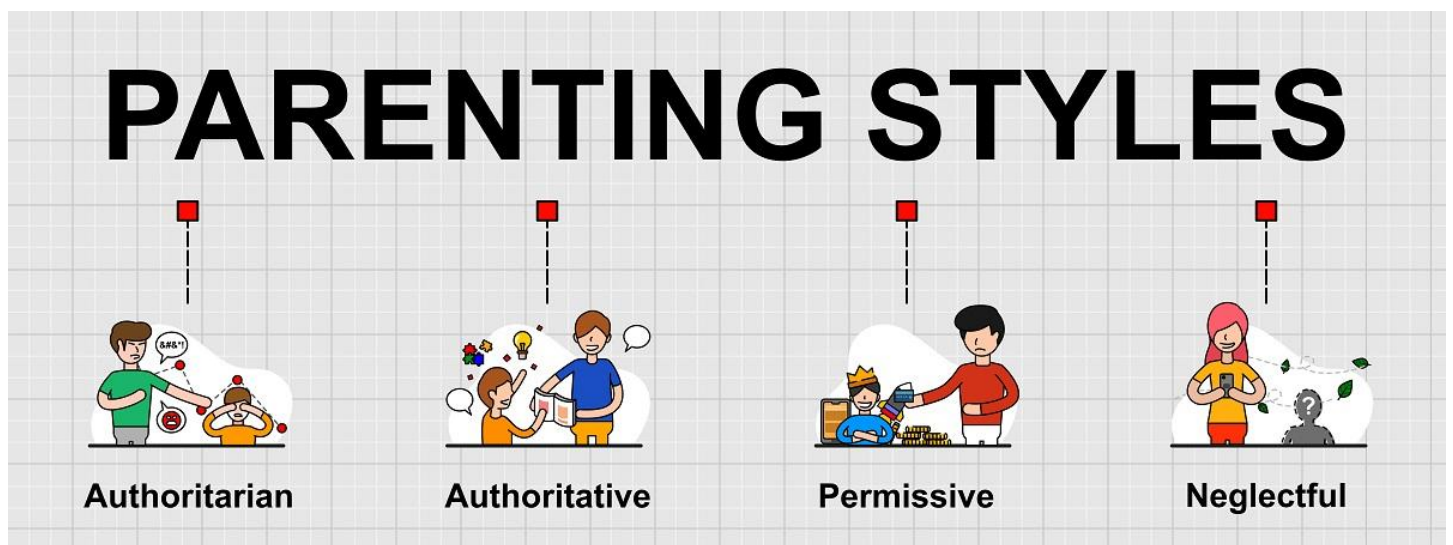 PARENTING STYLES
&#&*!
?
Authoritarian
Authoritative
Permissive
Neglectful